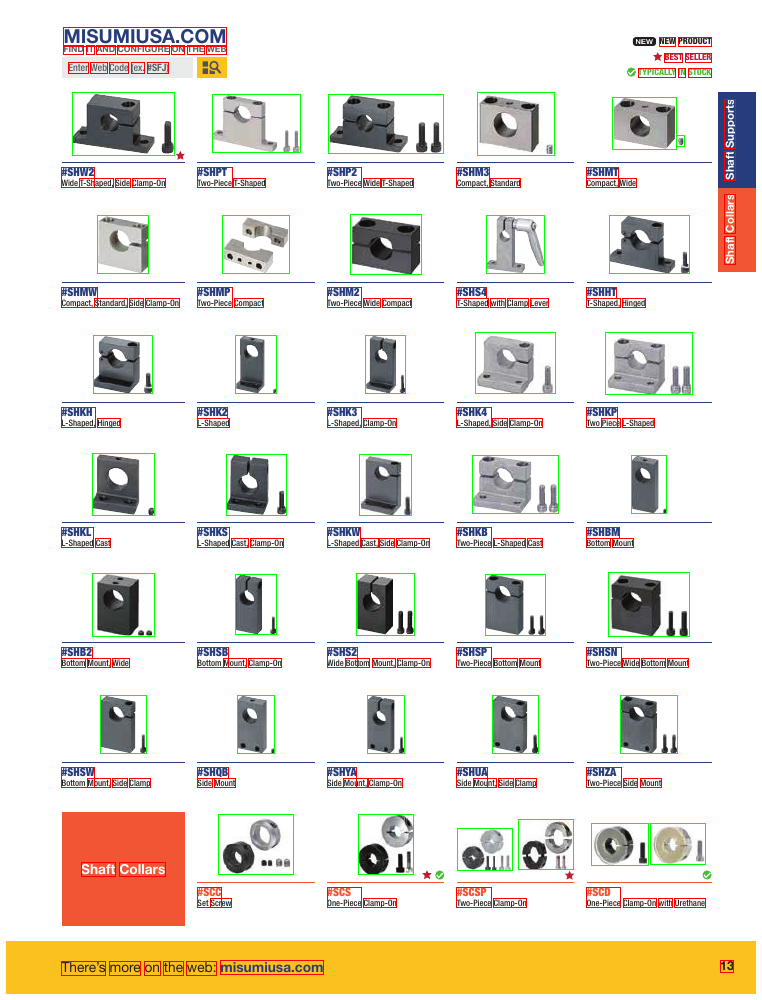 MISUMIUSA.COM
FIND IT AND CONFIGURE ON THE WEB
Enter Web Code (ex. #SFJ)
NEW NEW PRODUCT
BEST SELLER
TYPICALLY IN STOCK
Shaft Supports
Shaft Collars
#SHW2
Wide T-Shaped, Side Clamp-On
#SHPT
Two-Piece T-Shaped
#SHP2
Two-Piece Wide T-Shaped
#SHM3
Compact, Standard
#SHMT
Compact, Wide
#SHMW
Compact, Standard, Side Clamp-On
#SHMP
Two-Piece Compact
#SHM2
Two-Piece Wide Compact
#SHS4
T-Shaped with Clamp Lever
#SHHT
T-Shaped, Hinged
#SHKH
L-Shaped, Hinged
#SHK2
L-Shaped
#SHK3
L-Shaped, Clamp-On
#SHK4
L-Shaped, Side Clamp-On
#SHKP
Two Piece L-Shaped
#SHKL
L-Shaped Cast
#SHKS
L-Shaped Cast, Clamp-On
#SHKW
L-Shaped Cast, Side Clamp-On
#SHKB
Two-Piece L-Shaped Cast
#SHBM
Bottom Mount
#SHB2
Bottom Mount, Wide
#SHSB
Bottom Mount, Clamp-On
#SHS2
Wide Bottom Mount, Clamp-On
#SHSP
Two-Piece Bottom Mount
#SHSN
Two-Piece Wide Bottom Mount
#SHSW
Bottom Mount, Side Clamp
#SHQB
Side Mount
#SHYA
Side Mount, Clamp-On
#SHUA
Side Mount, Side Clamp
#SHZA
Two-Piece Side Mount
Shaft Collars
#SCC
Set Screw
#SCS
One-Piece Clamp-On
#SCSP
Two-Piece Clamp-On
#SCD
One-Piece Clamp-On with Urethane
There's more on the web: misumiusa.com
13